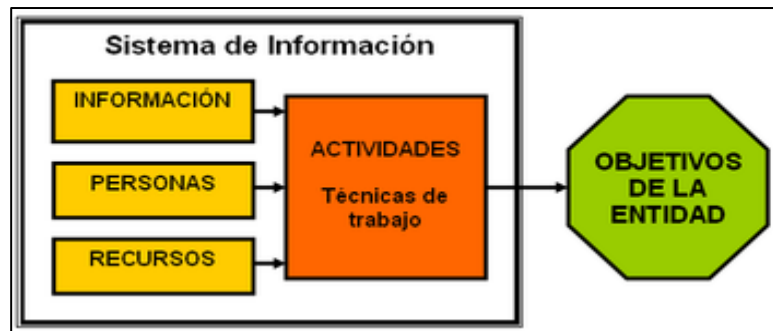 Sistema de Información
INFORMACIÓN
PERSONAS
RECURSOS
ACTIVIDADES
Técnicas de
trabajo
OBJETIVOS
DE LA
ENTIDAD